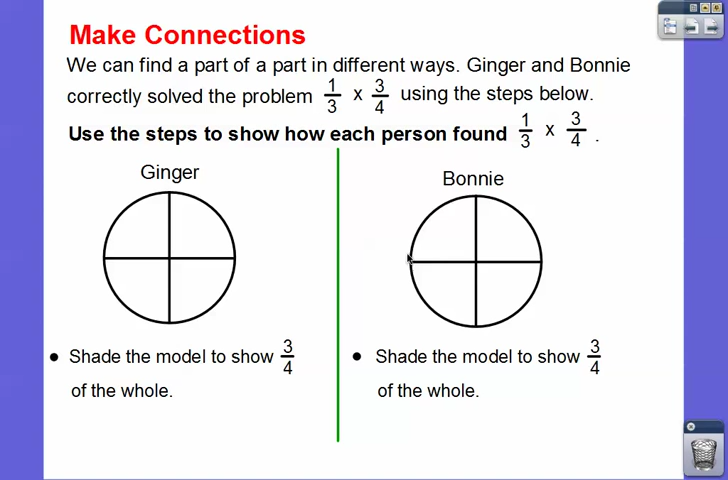 Make Connections
We can find a part of a part in different ways. Ginger and Bonnie
correctly solved the problem 1/3 x 3/4 using the steps below.
Use the steps to show how each person found 1/3 x 3/4 .
Ginger
• Shade the model to show 3/4
of the whole.
Bonnie
• Shade the model to show 3/4
of the whole.